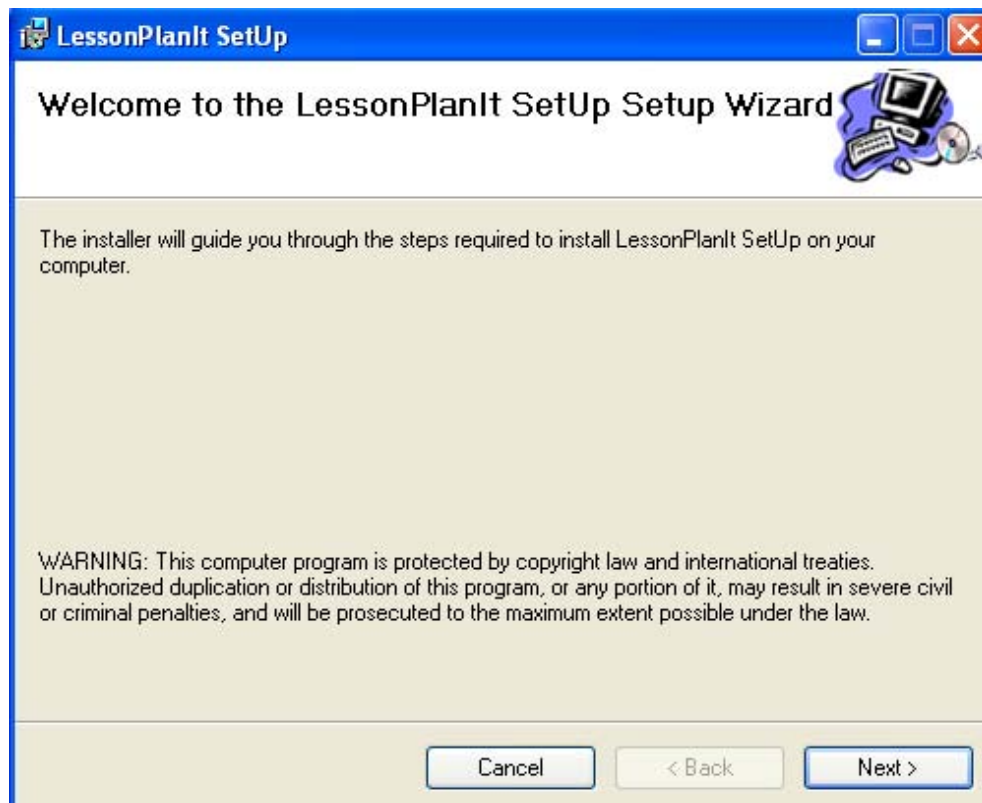 LessonPlanIt SetUp
Welcome to the LessonPlanIt SetUp Setup Wizard
The installer will guide you through the steps required to install LessonPlanIt SetUp on your
computer.
WARNING: This computer program is protected by copyright law and international treaties.
Unauthorized duplication or distribution of this program, or any portion of it, may result in severe civil
or criminal penalties, and will be prosecuted to the maximum extent possible under the law.
Cancel
< Back
Next >